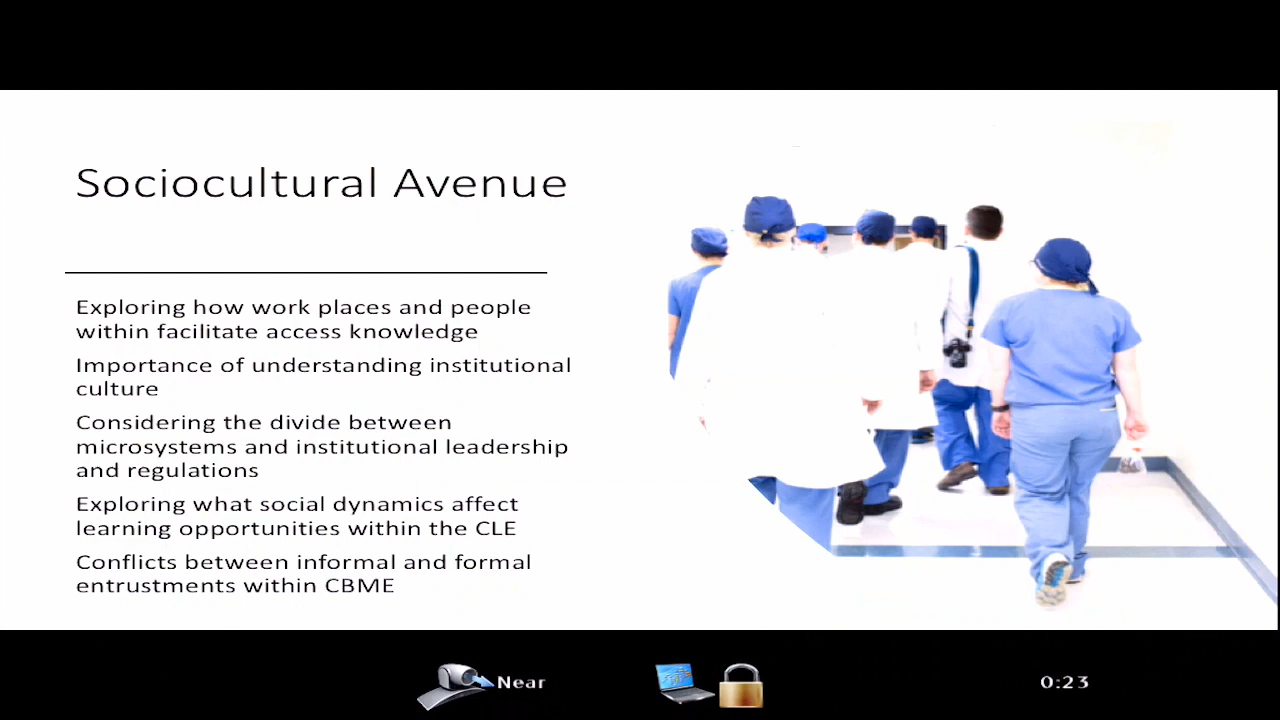 Sociocultural Avenue
Exploring how work places and people
within facilitate access knowledge
Importance of understanding institutional
culture
Considering the divide between
microsystems and institutional leadership
and regulations
Exploring what social dynamics affect
learning opportunities within the CLE
Conflicts between informal and formal
entrustments within CBME
Near
0:23